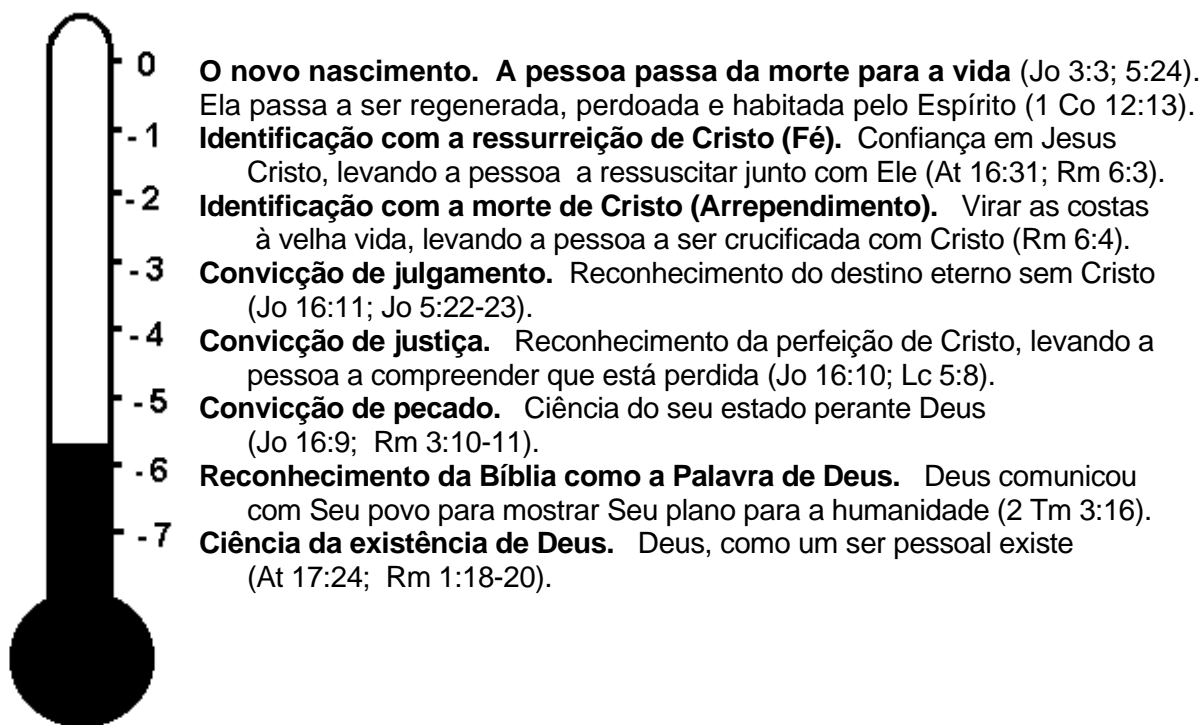 0 O novo nascimento. A pessoa passa da morte para a vida (Jo 3:3; 5:24).
Ela passa a ser regenerada, perdoada e habitada pelo Espírito (1 Co 12:13).
- 1 Identificação com a ressurreição de Cristo (Fé). Confiança em Jesus
Cristo, levando a pessoa a ressuscitar junto com Ele (At 16:31; Rm 6:3).
- 2 Identificação com a morte de Cristo (Arrependimento). Virar as costas
à velha vida, levando a pessoa a ser crucificada com Cristo (Rm 6:4).
- 3 Convicção de julgamento. Reconhecimento do destino eterno sem Cristo
(Jo 16:11; Jo 5:22-23).
- 4 Convicção de justiça. Reconhecimento da perfeição de Cristo, levando a
pessoa a compreender que está perdida (Jo 16:10; Lc 5:8).
- 5 Convicção de pecado. Ciência do seu estado perante Deus
(Jo 16:9; Rm 3:10-11).
- 6 Reconhecimento da Bíblia como a Palavra de Deus. Deus comunicou
com Seu povo para mostrar Seu plano para a humanidade (2 Tm 3:16).
- 7 Ciência da existência de Deus. Deus, como um ser pessoal existe
(At 17:24; Rm 1:18-20).